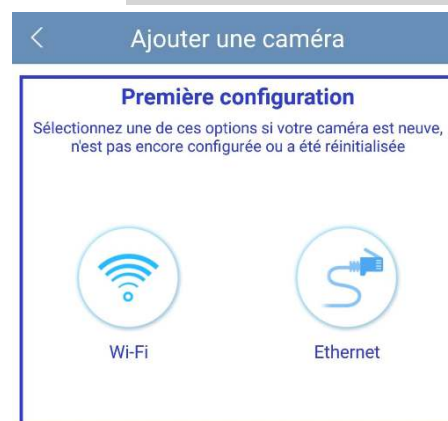 Ajouter une caméra
Première configuration
Sélectionnez une de ces options si votre caméra est neuve,
n'est pas encore configurée ou a été réinitialisée
Wi-Fi
Ethernet